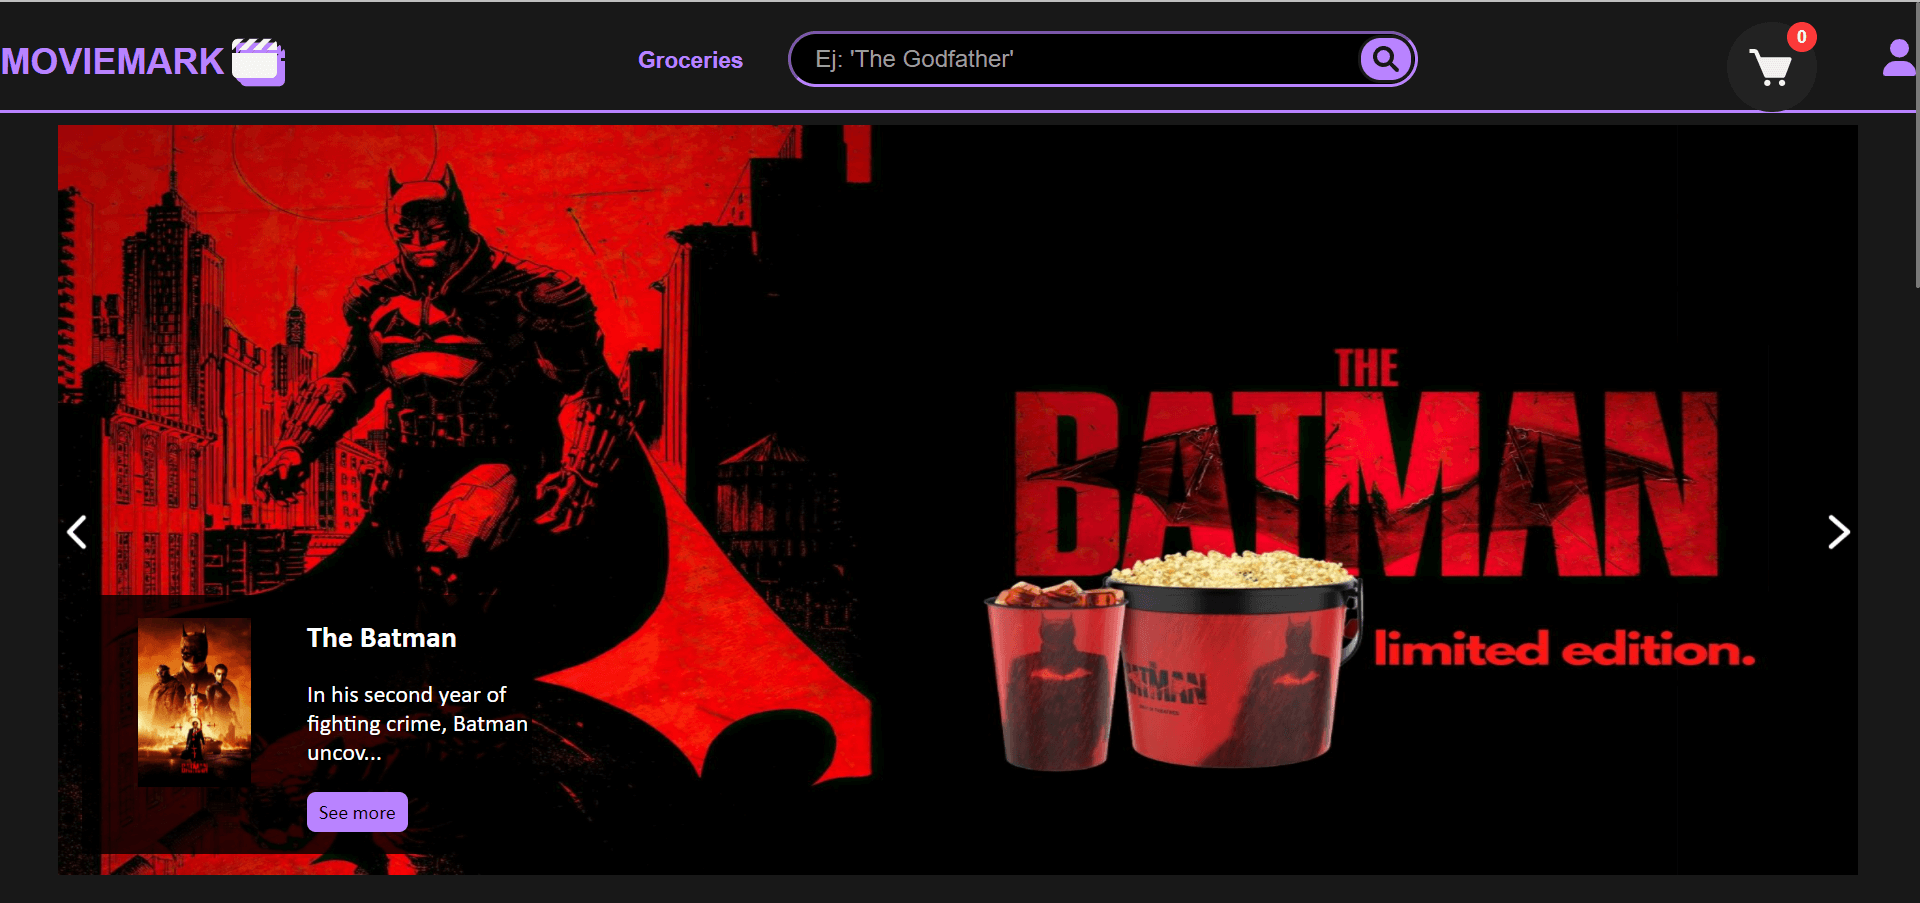 MOVIEMARK
Groceries
Ej: 'The Godfather'
0
THE
BATMAN
limited edition.
The Batman
In his second year of
fighting crime, Batman
uncov...
See more